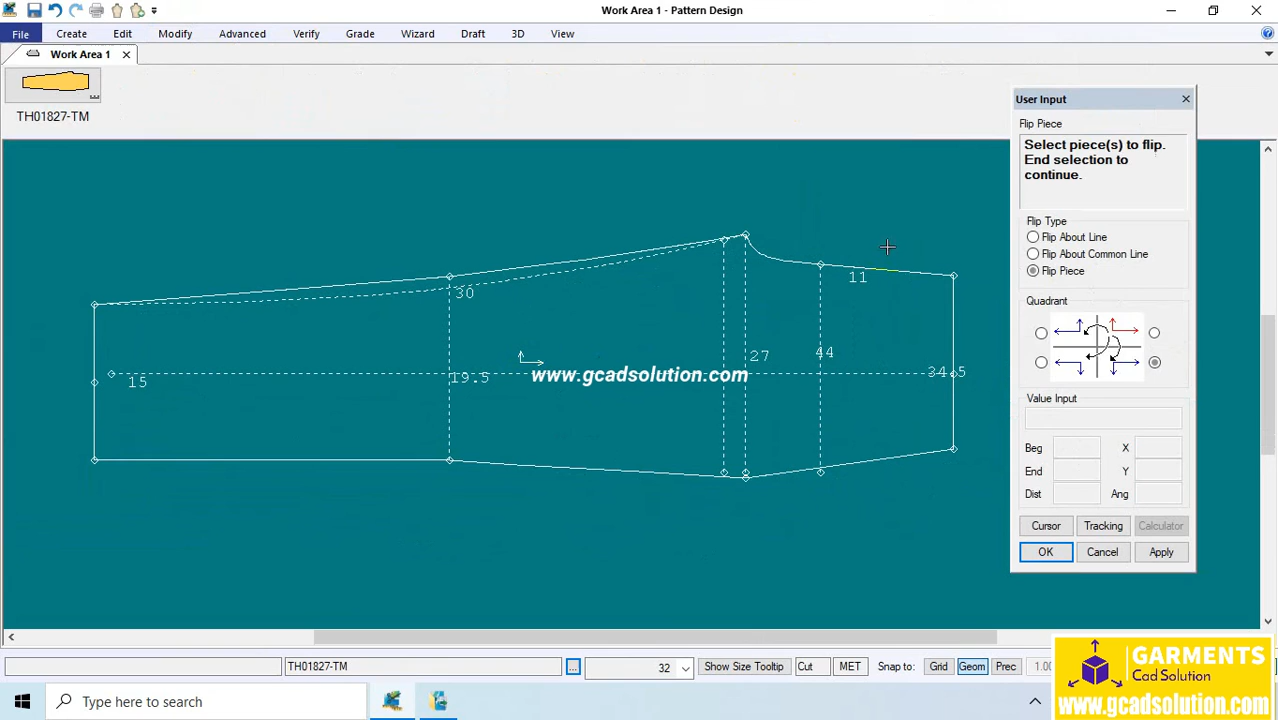 Work Area 1 - Pattern Design
File Create Edit Modify Advanced Verify Grade Wizard Draft 3D View
Work Area 1
TH01827-TM
User Input
Flip Piece
Select piece(s) to flip.
End selection to
continue.
Flip Type
Flip About Line
Flip About Common Line
Flip Piece
Quadrant
Value Input
Beg X
End Y
Dist Ang
Cursor Tracking Calculator
OK Cancel Apply
11
30
27
44
15
19.5
34.5
www.gcadsolution.com
TH01827-TM ... 32 Show Size Tooltip Cut MET Snap to: Grid Geom Prec 1.00
Type here to search
GARMENTS
Cad Solution
www.gcadsolution.com